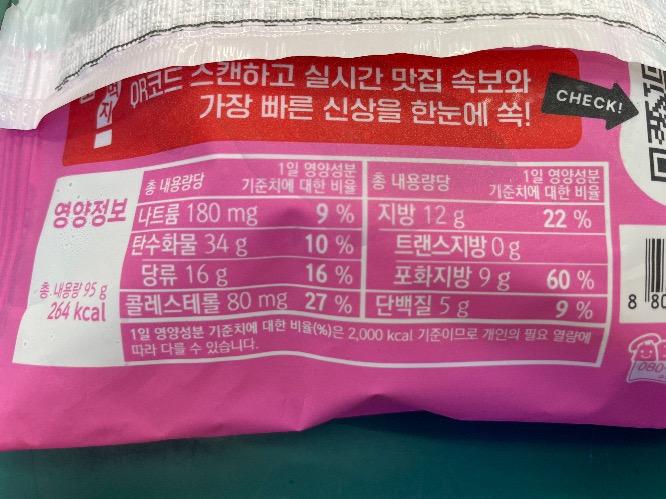 QR코드 스캔하고 실시간 맛집 속보와
가장 빠른 신상을 한눈에 쏙!
CHECK!
영양정보
총 내용량 95 g
264 kcal
총 내용량당 1일 영양성분 기준치에 대한 비율
나트륨 180 mg 9 %
탄수화물 34 g 10 %
당류 16 g 16 %
콜레스테롤 80 mg 27 %
총 내용량당 1일 영양성분 기준치에 대한 비율
지방 12 g 22 %
트랜스지방 0 g
포화지방 9 g 60 %
단백질 5 g 9 %
1일 영양성분 기준치에 대한 비율(%)은 2,000 kcal 기준이므로 개인의 필요 열량에
따라 다를 수 있습니다.
8 80
080-